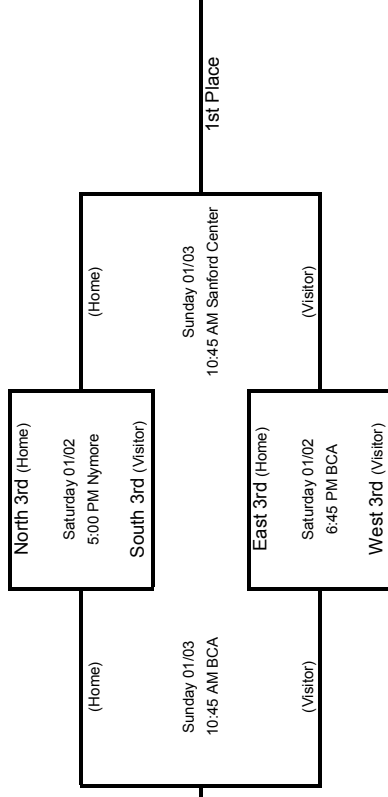 North 3rd (Home)
Saturday 01/02
5:00 PM Nymore
South 3rd (Visitor)
East 3rd (Home)
Saturday 01/02
6:45 PM BCA
West 3rd (Visitor)
(Home)
Sunday 01/03
10:45 AM Sanford Center
(Visitor)
1st Place
(Home)
Sunday 01/03
10:45 AM BCA
(Visitor)